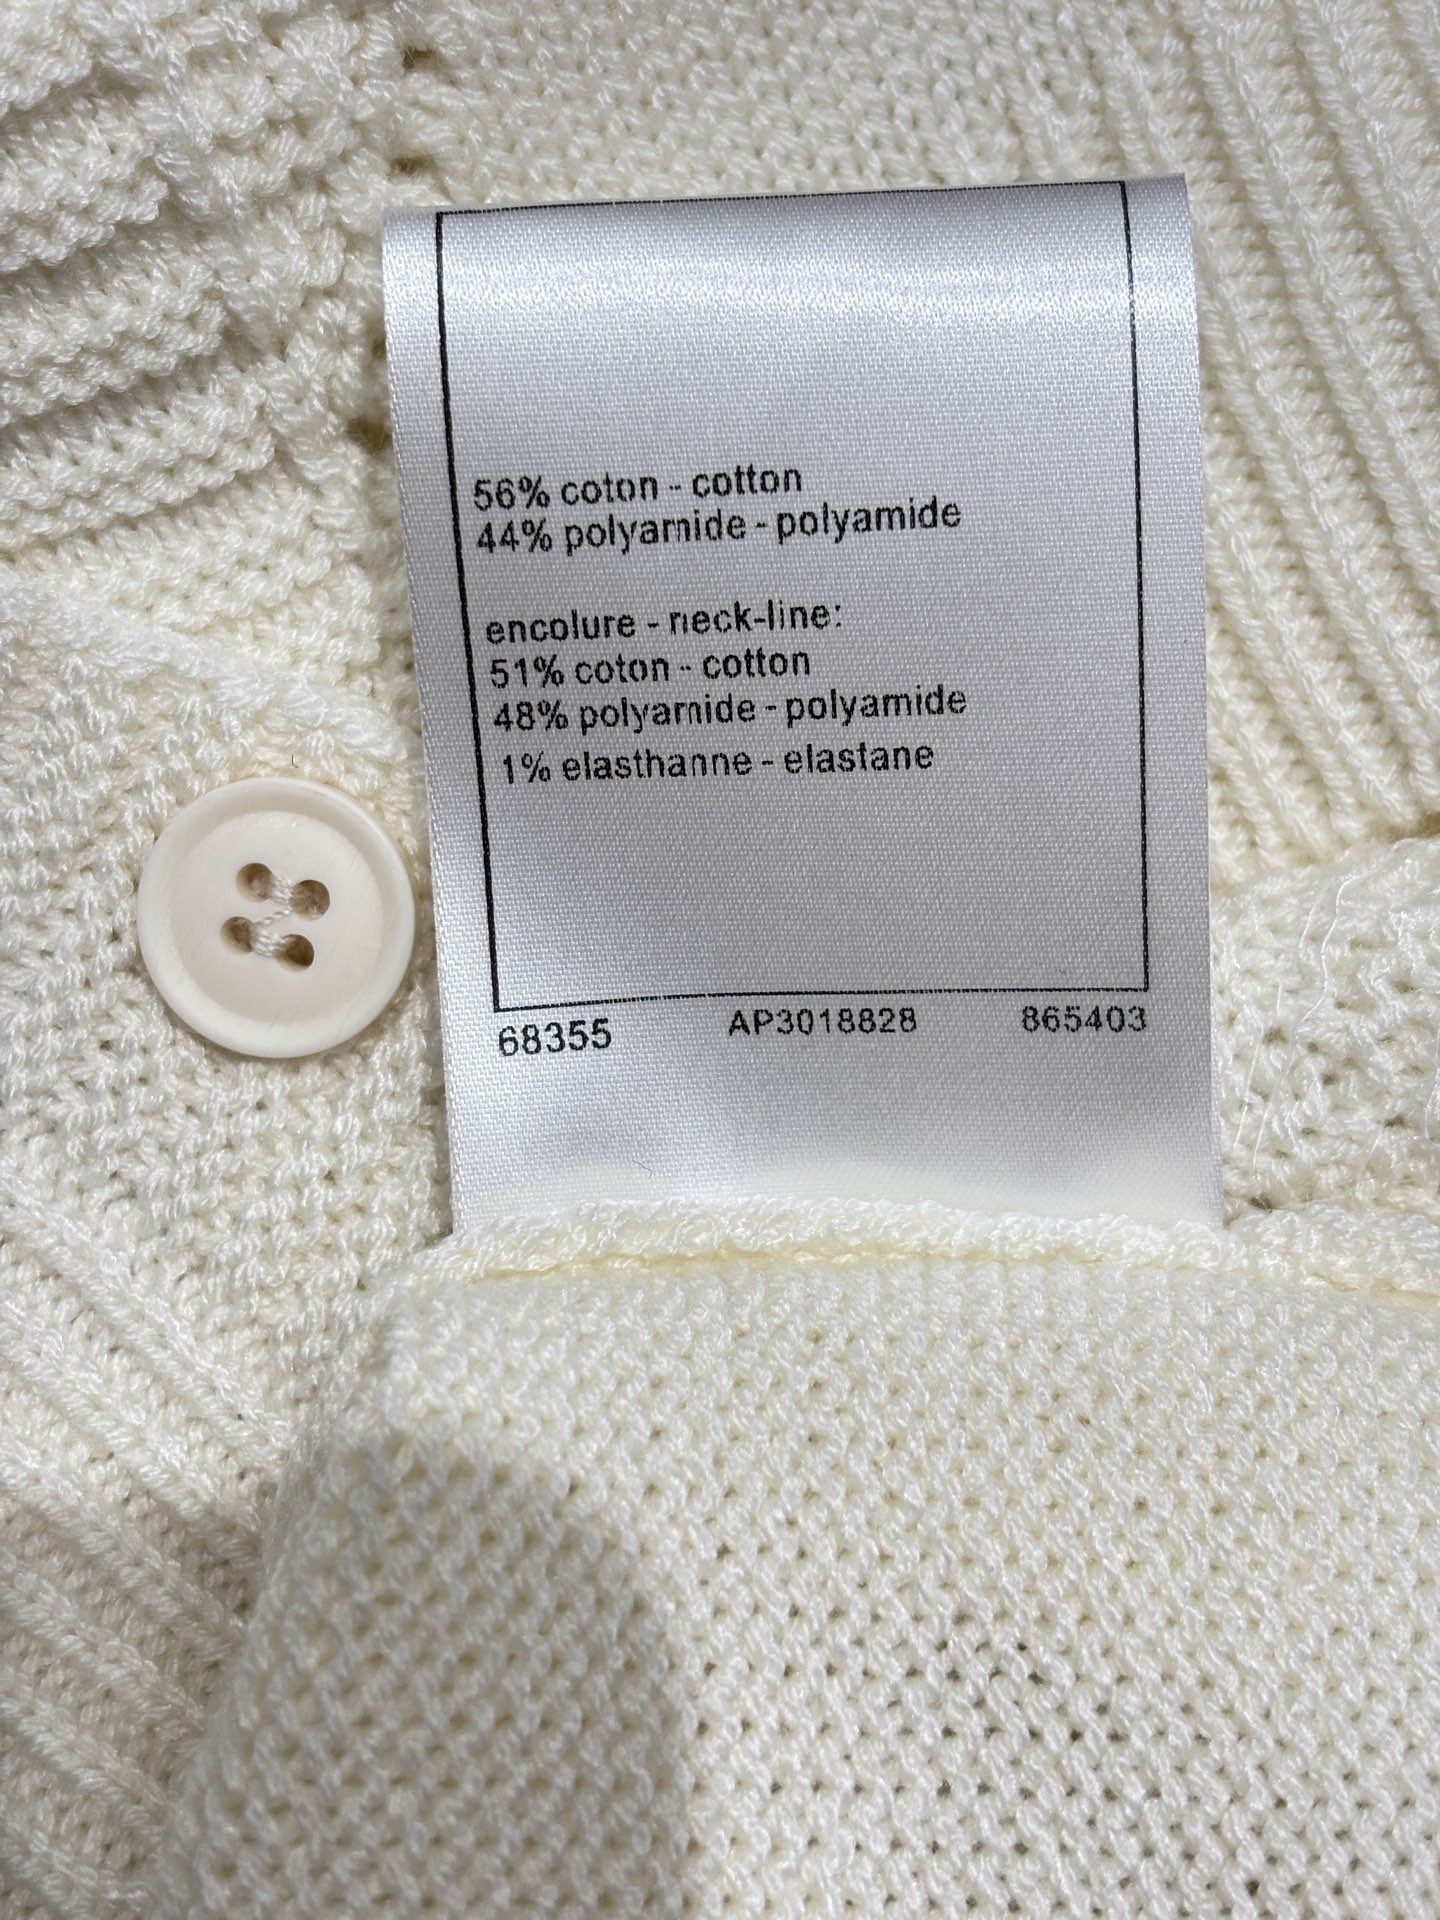 56% coton - cotton
44% polyamide - polyamide
encolure - neck-line:
51% coton - cotton
48% polyamide - polyamide
1% elasthanne - elastane
68355 AP3018828 865403